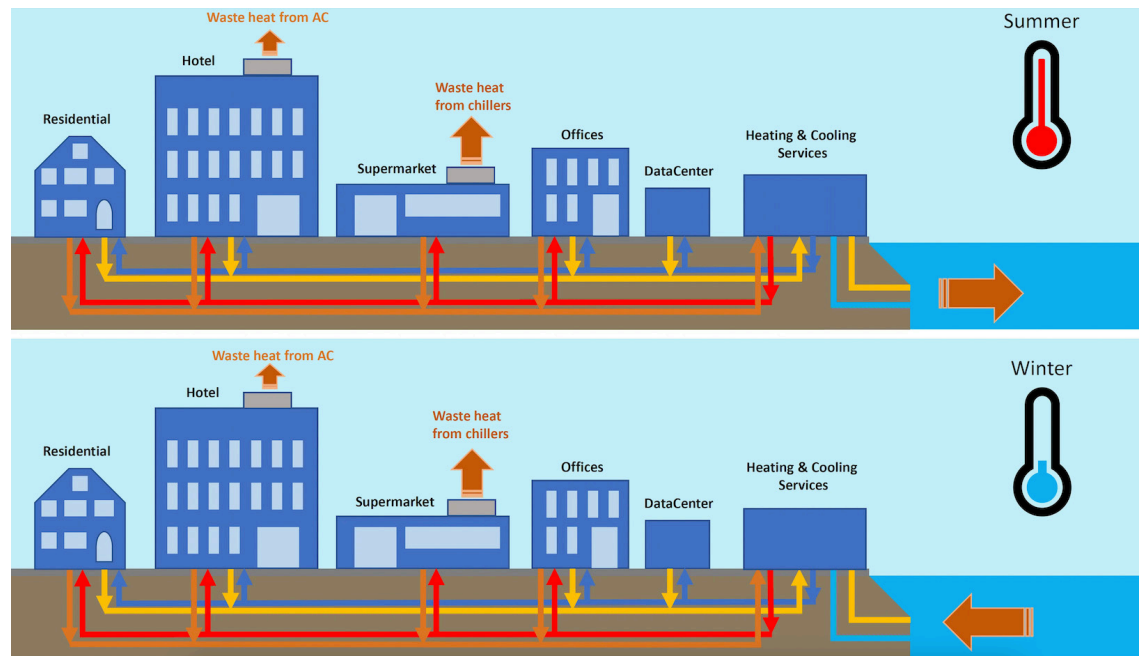 Waste heat from AC
Summer
Hotel
Waste heat
from chillers
Residential
Offices
Heating & Cooling
Services
Supermarket
DataCenter
Waste heat from AC
Winter
Hotel
Waste heat
from chillers
Residential
Offices
Heating & Cooling
Services
Supermarket
DataCenter